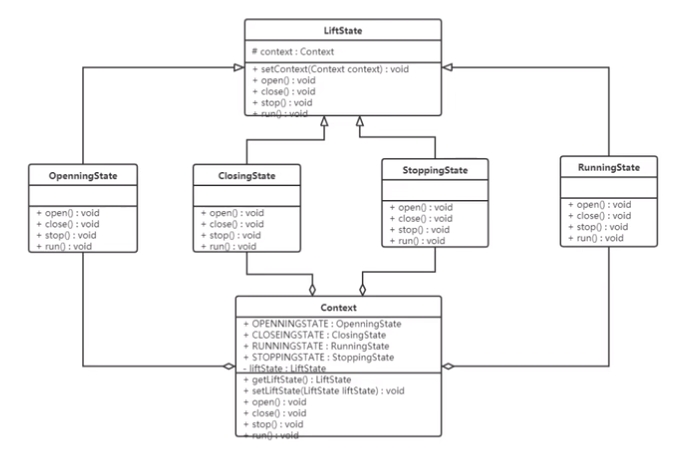 LiftState
# context : Context
+ setContext(Context context) : void
+ open() : void
+ close() : void
+ stop() : void
+ run() : void
OpenningState
+ open() : void
+ close() : void
+ stop() : void
+ run() : void
ClosingState
+ open() : void
+ close() : void
+ stop() : void
+ run() : void
StoppingState
+ open() : void
+ close() : void
+ stop() : void
+ run() : void
RunningState
+ open() : void
+ close() : void
+ stop() : void
+ run() : void
Context
+ OPENNINGSTATE : OpenningState
+ CLOSEINGSTATE : ClosingState
+ RUNNINGSTATE : RunningState
+ STOPPINGSTATE : StoppingState
- liftState : LiftState
+ getLiftState() : LiftState
+ setLiftState(LiftState liftState) : void
+ open() : void
+ close() : void
+ stop() : void
+ run() : void